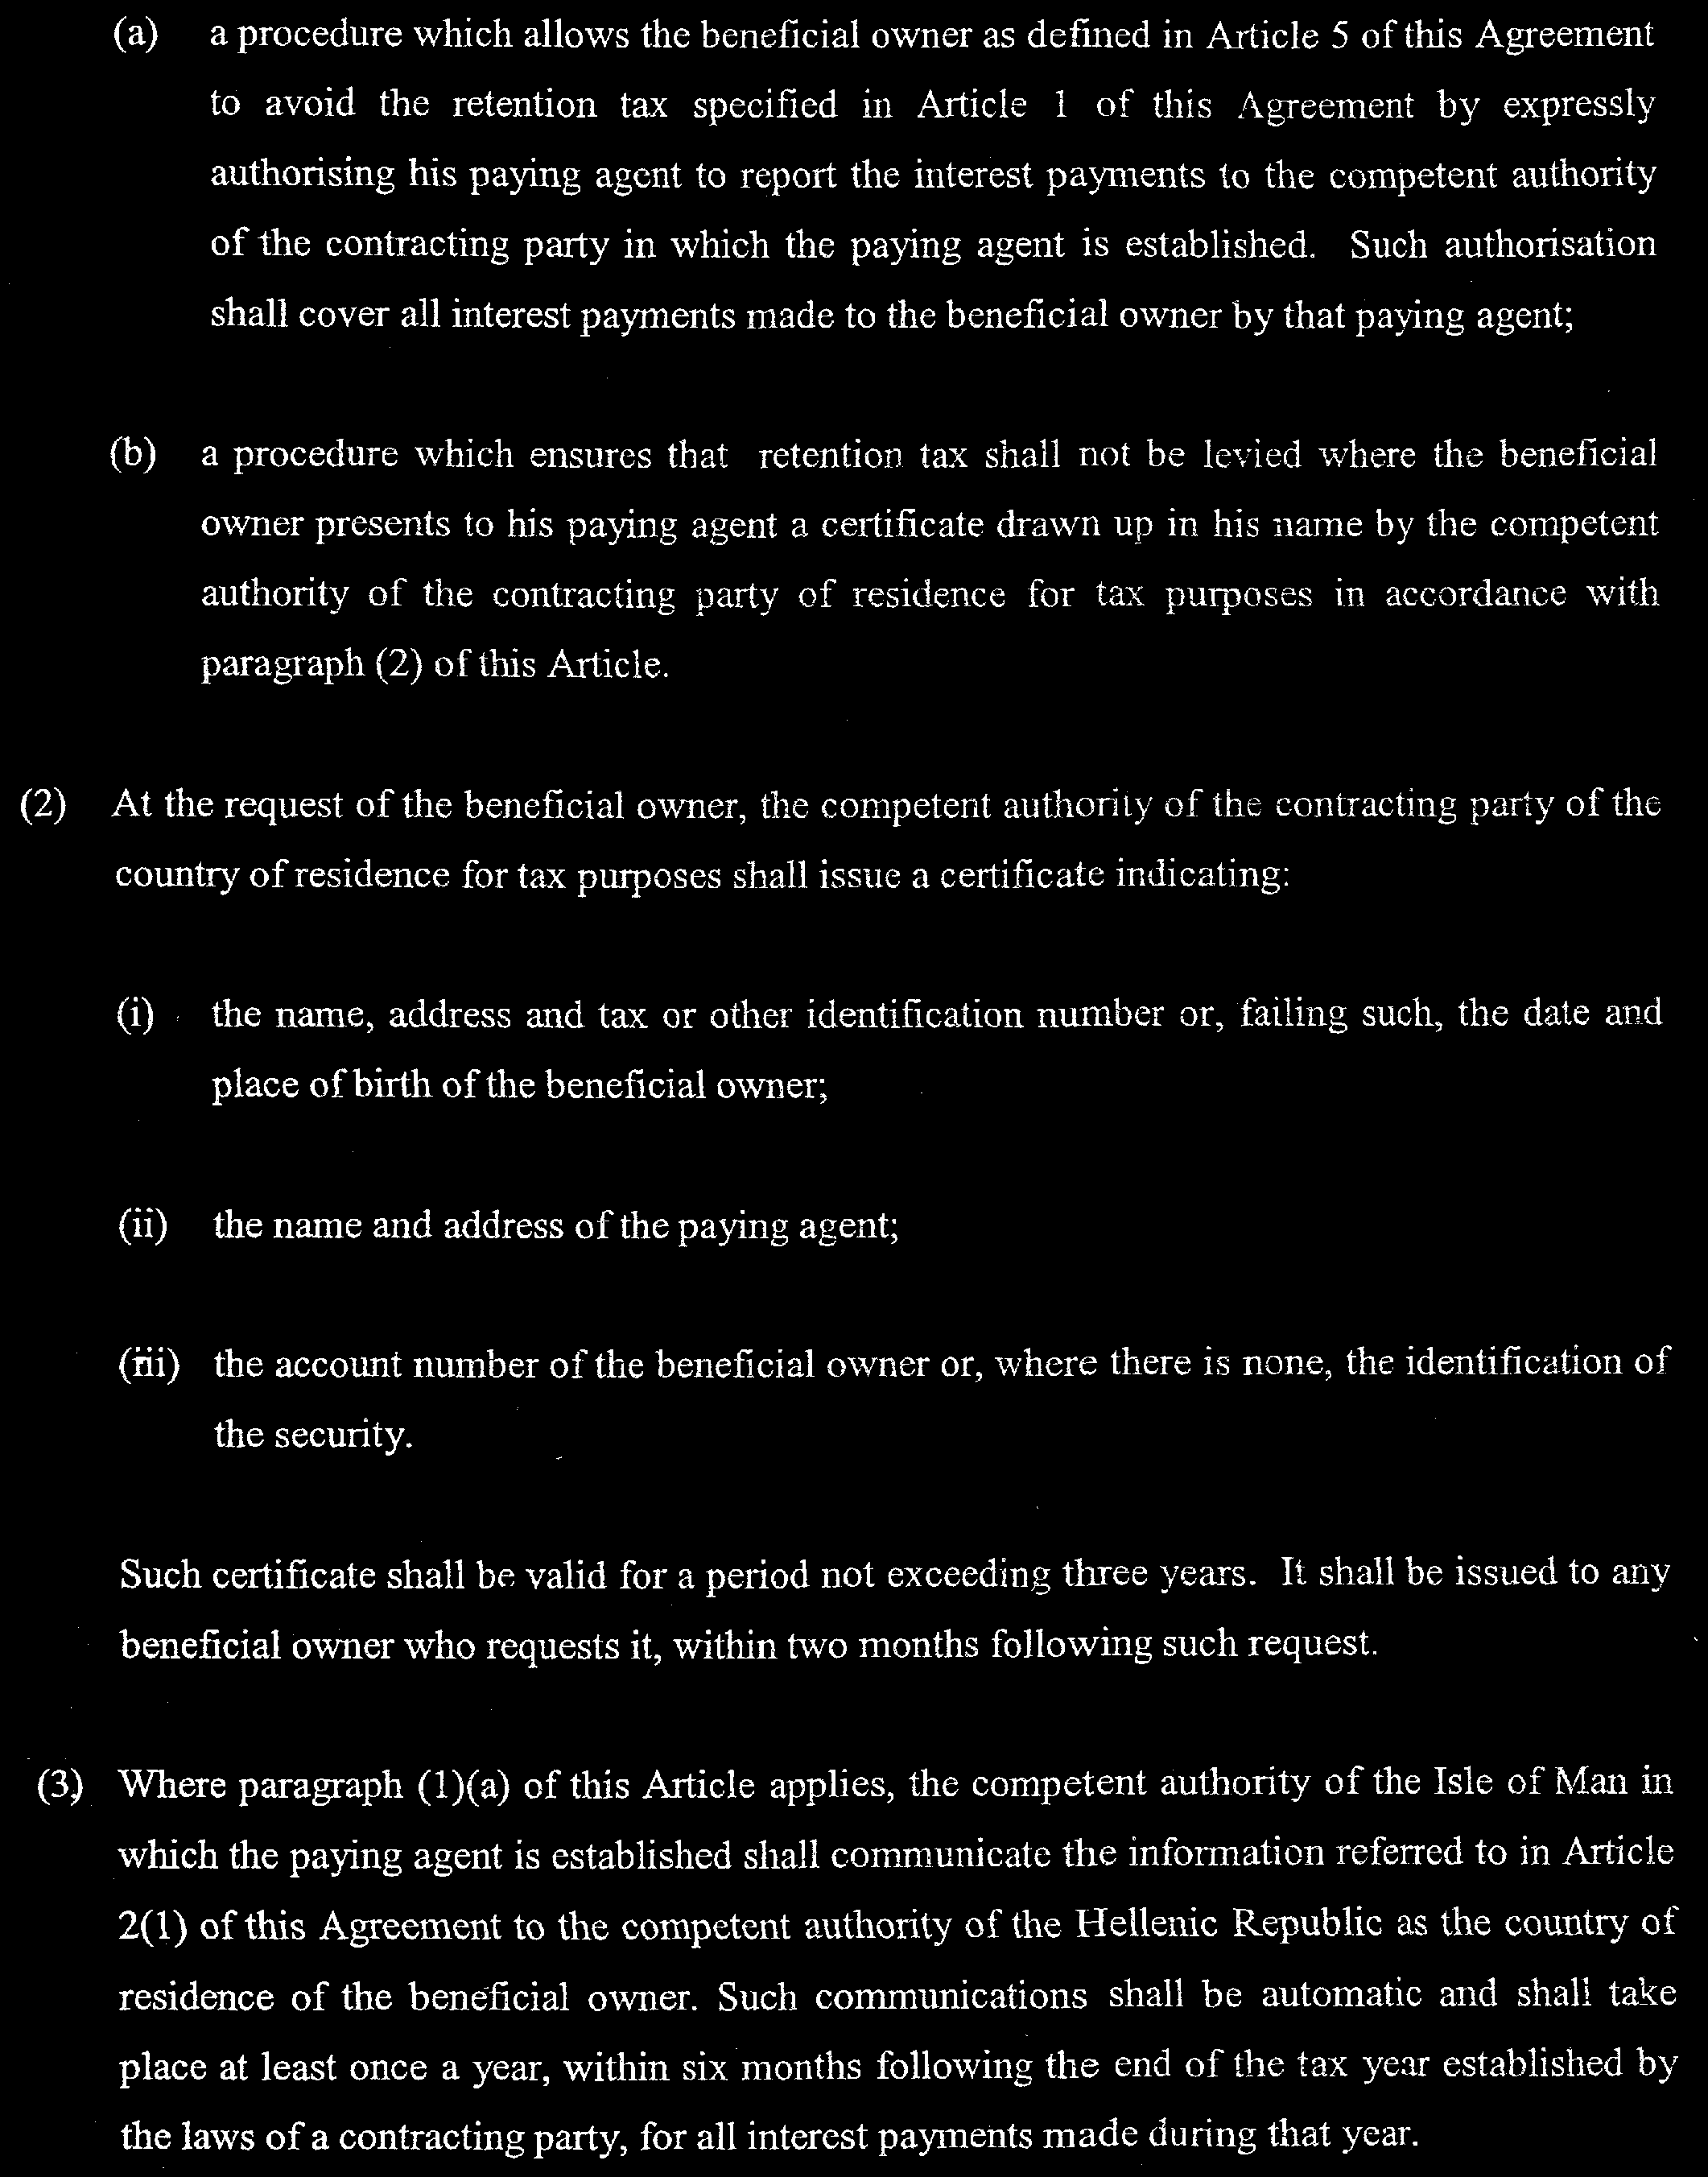 (a) a procedure which allows the beneficial owner as defined in Article 5 of this Agreement
to avoid the retention tax specified in Article 1 of this Agreement by expressly
authorising his paying agent to report the interest payments to the competent authority
of the contracting party in which the paying agent is established. Such authorisation
shall cover all interest payments made to the beneficial owner by that paying agent;
(b) a procedure which ensures that retention tax shall not be levied where the beneficial
owner presents to his paying agent a certificate drawn up in his name by the competent
authority of the contracting party of residence for tax purposes in accordance with
paragraph (2) of this Article.
(2) At the request of the beneficial owner, the competent authority of the contracting party of the
country of residence for tax purposes shall issue a certificate indicating:
(i) the name, address and tax or other identification number or, failing such, the date and
place of birth of the beneficial owner;
(ii) the name and address of the paying agent;
(iii) the account number of the beneficial owner or, where there is none, the identification of
the security.
Such certificate shall be valid for a period not exceeding three years. It shall be issued to any
beneficial owner who requests it, within two months following such request.
(3) Where paragraph (1)(a) of this Article applies, the competent authority of the Isle of Man in
which the paying agent is established shall communicate the information referred to in Article
2(1) of this Agreement to the competent authority of the Hellenic Republic as the country of
residence of the beneficial owner. Such communications shall be automatic and shall take
place at least once a year, within six months following the end of the tax year established by
the laws of a contracting party, for all interest payments made during that year.